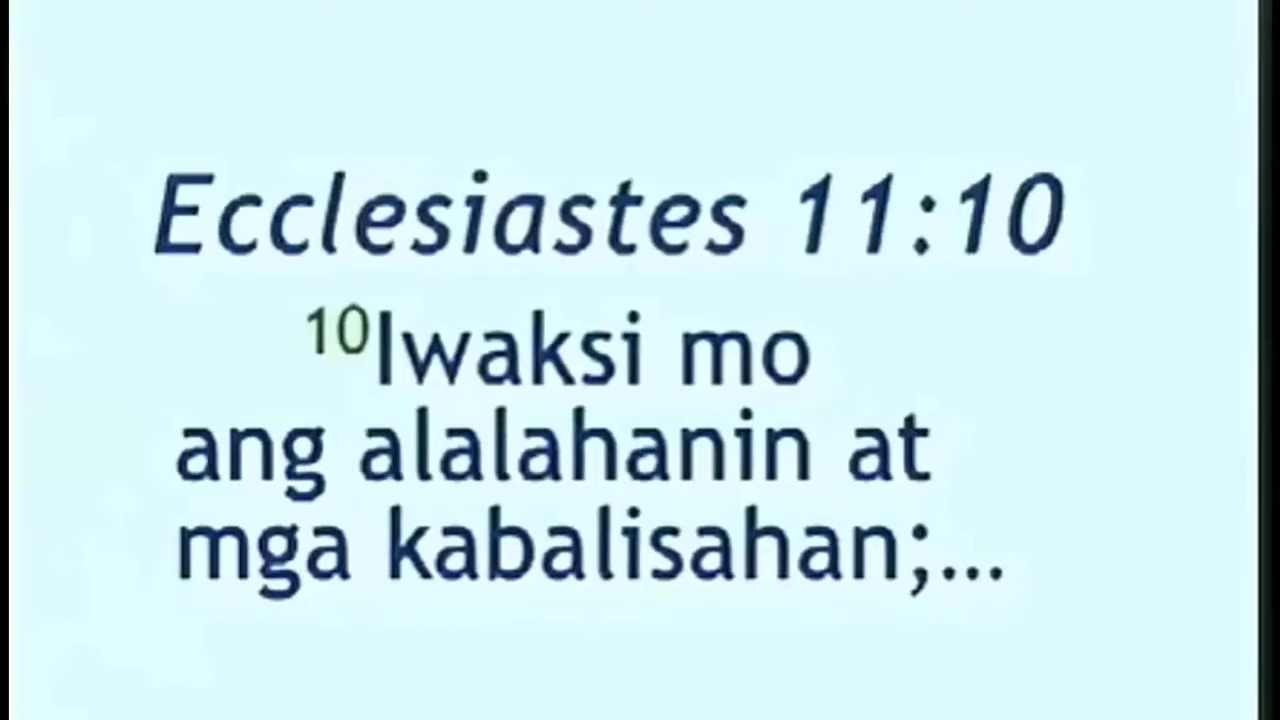 Ecclesiastes 11:10
10Iwaksi mo
ang alalahanin at
mga kabalisahan;...